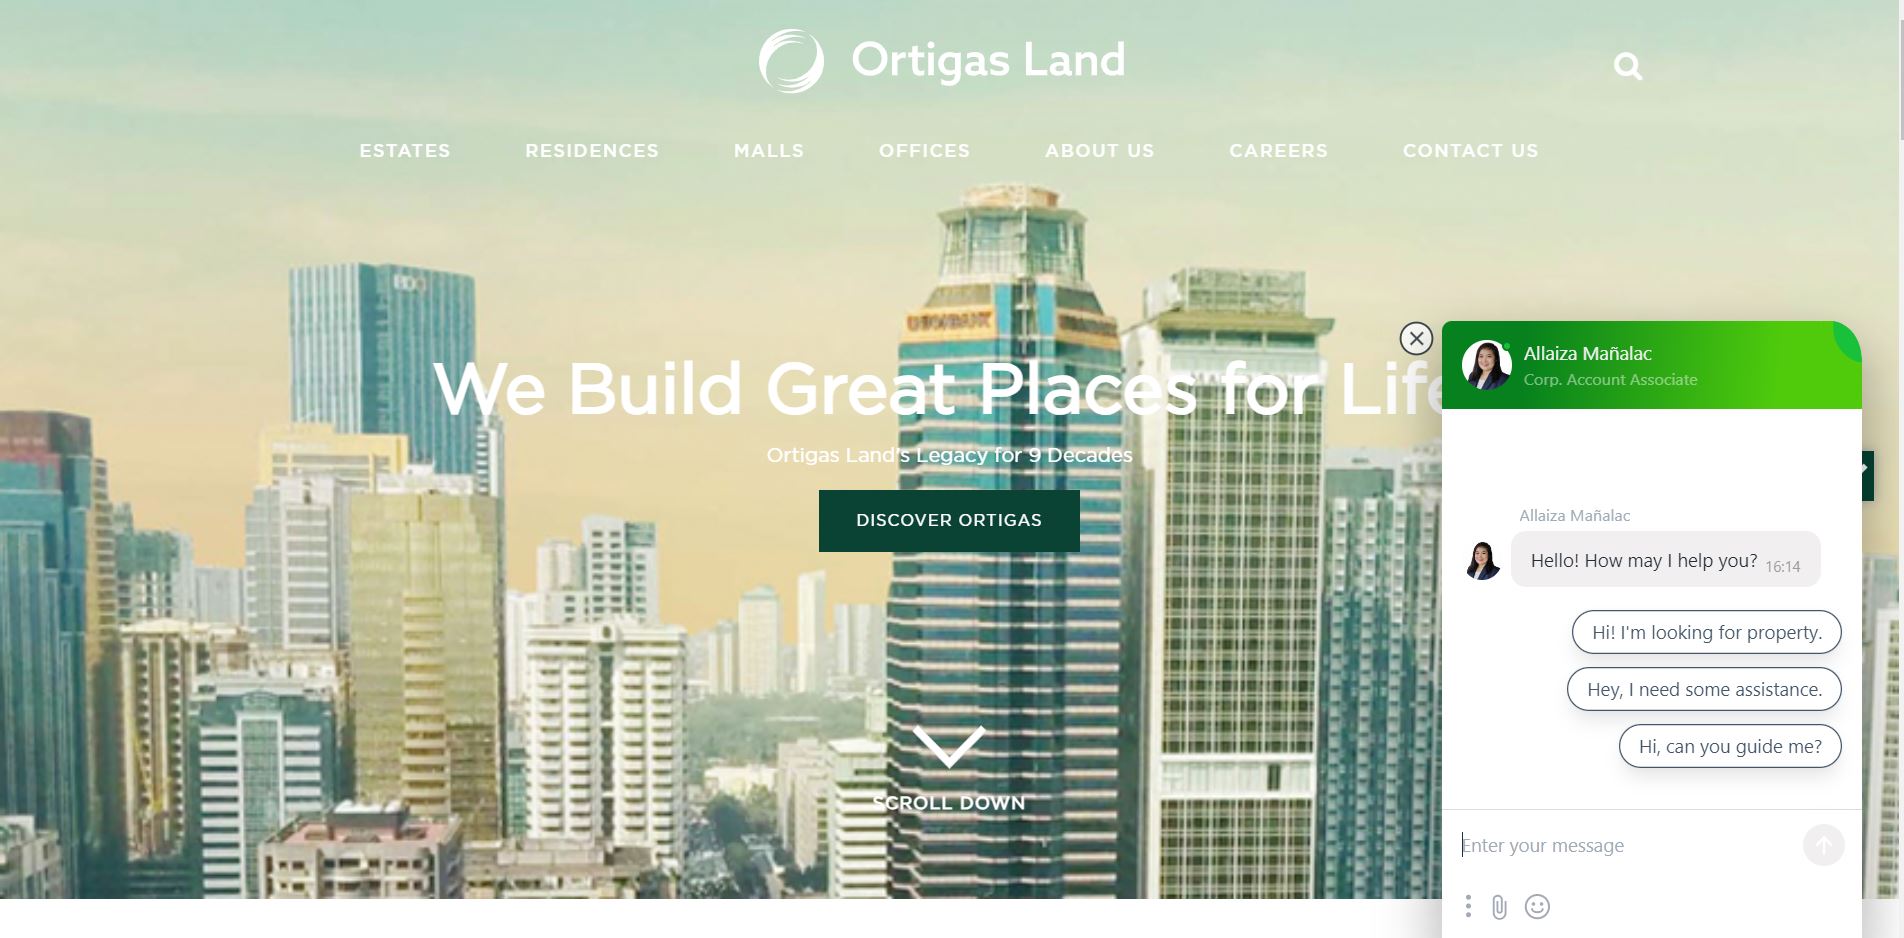 Ortigas Land
ESTATES RESIDENCES MALLS OFFICES ABOUT US CAREERS CONTACT US
UNIONBANK
We Build Great Places for Life
Ortigas Land's Legacy for 9 Decades
DISCOVER ORTIGAS
SCROLL DOWN
Allaiza Mañalac
Corp. Account Associate
Allaiza Mañalac
Hello! How may I help you? 16:14
Hi! I'm looking for property.
Hey, I need some assistance.
Hi, can you guide me?
Enter your message